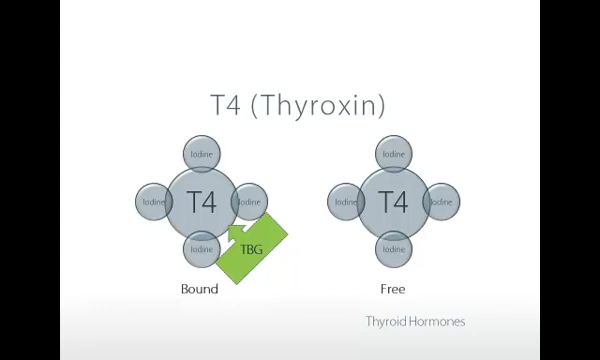 T4 (Thyroxin)
Iodine Iodine
Iodine T4 Iodine Iodine T4 Iodine
Iodine TBG Iodine
Bound Free
Thyroid Hormones